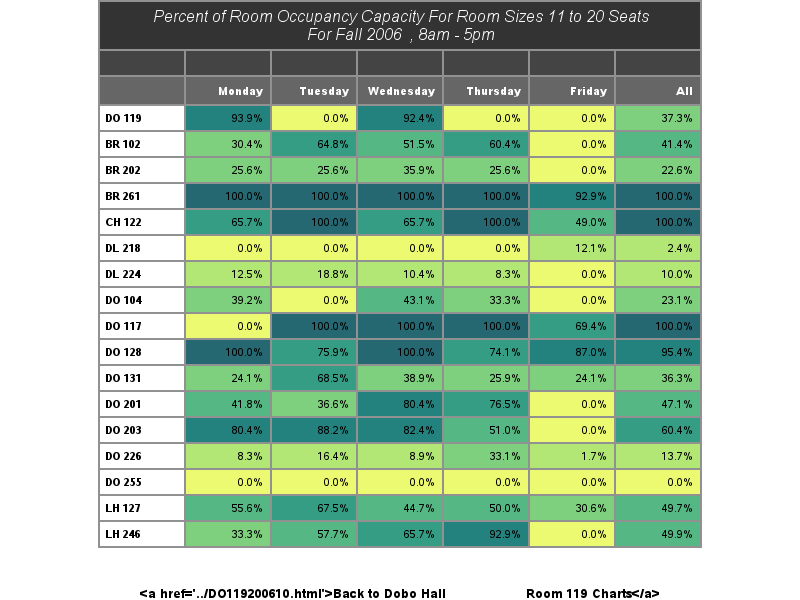 Percent of Room Occupancy Capacity For Room Sizes 11 to 20 Seats
For Fall 2006 , 8am - 5pm
Monday Tuesday Wednesday Thursday Friday All
DO 119 93.9% 0.0% 92.4% 0.0% 0.0% 37.3%
BR 102 30.4% 64.8% 51.5% 60.4% 0.0% 41.4%
BR 202 25.6% 25.6% 35.9% 25.6% 0.0% 22.6%
BR 261 100.0% 100.0% 100.0% 100.0% 92.9% 100.0%
CH 122 65.7% 100.0% 65.7% 100.0% 49.0% 100.0%
DL 218 0.0% 0.0% 0.0% 0.0% 12.1% 2.4%
DL 224 12.5% 18.8% 10.4% 8.3% 0.0% 10.0%
DO 104 39.2% 0.0% 43.1% 33.3% 0.0% 23.1%
DO 117 0.0% 100.0% 100.0% 100.0% 69.4% 100.0%
DO 128 100.0% 75.9% 100.0% 74.1% 87.0% 95.4%
DO 131 24.1% 68.5% 38.9% 25.9% 24.1% 36.3%
DO 201 41.8% 36.6% 80.4% 76.5% 0.0% 47.1%
DO 203 80.4% 88.2% 82.4% 51.0% 0.0% 60.4%
DO 226 8.3% 16.4% 8.9% 33.1% 1.7% 13.7%
DO 255 0.0% 0.0% 0.0% 0.0% 0.0% 0.0%
LH 127 55.6% 67.5% 44.7% 50.0% 30.6% 49.7%
LH 246 33.3% 57.7% 65.7% 92.9% 0.0% 49.9%
<a href='../DO119200610.html'>Back to Dobo Hall Room 119 Charts</a>